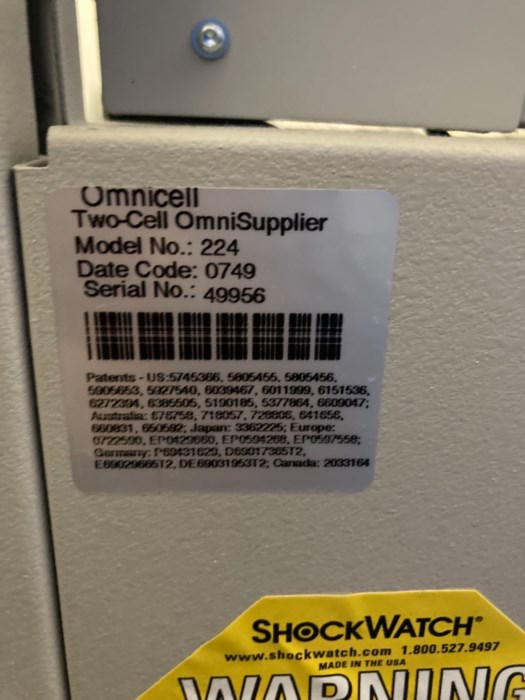 Omnicell
Two-Cell OmniSupplier
Model No.: 224
Date Code: 0749
Serial No.: 49956
Patents - US:5745366, 5805455, 5805456,
5905653, 5927540, 6039467, 6011999, 6151536,
6272394, 6385505, 5190185, 5377864, 6609047;
Australia: 676758, 718057, 728806, 641656,
660831, 650592; Japan: 3362225; Europe:
0722590, EP0429660, EP0594268, EP0597558;
Germany: P69431629, D69017365T2,
E69029665T2, DE69031953T2; Canada: 2033164
SHOCKWATCH®
www.shockwatch.com 1.800.527.9497
MADE IN THE USA
WARNING